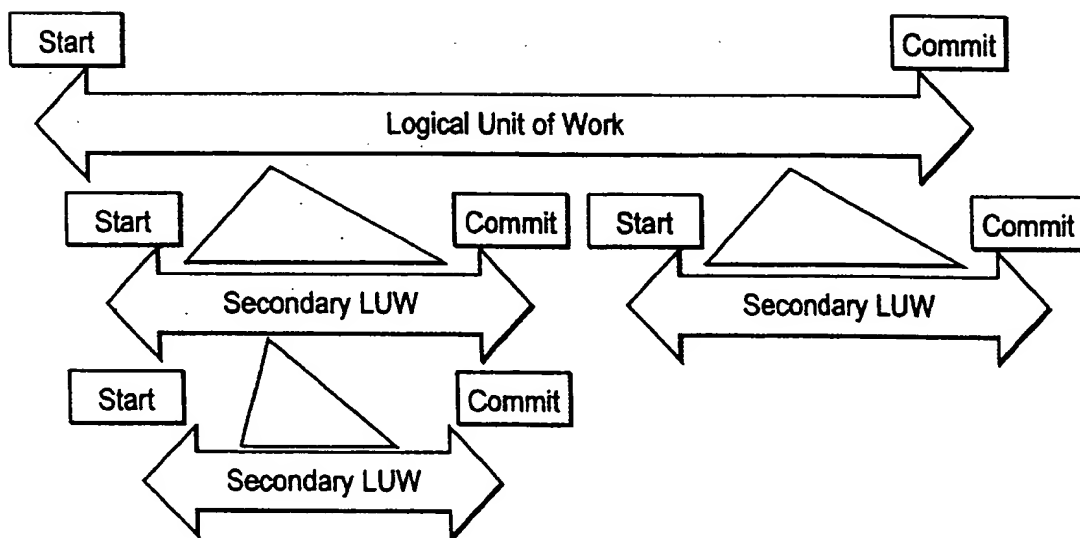 Start
Commit
Logical Unit of Work
Start
Commit
Start
Commit
Secondary LUW
Secondary LUW
Start
Commit
Secondary LUW